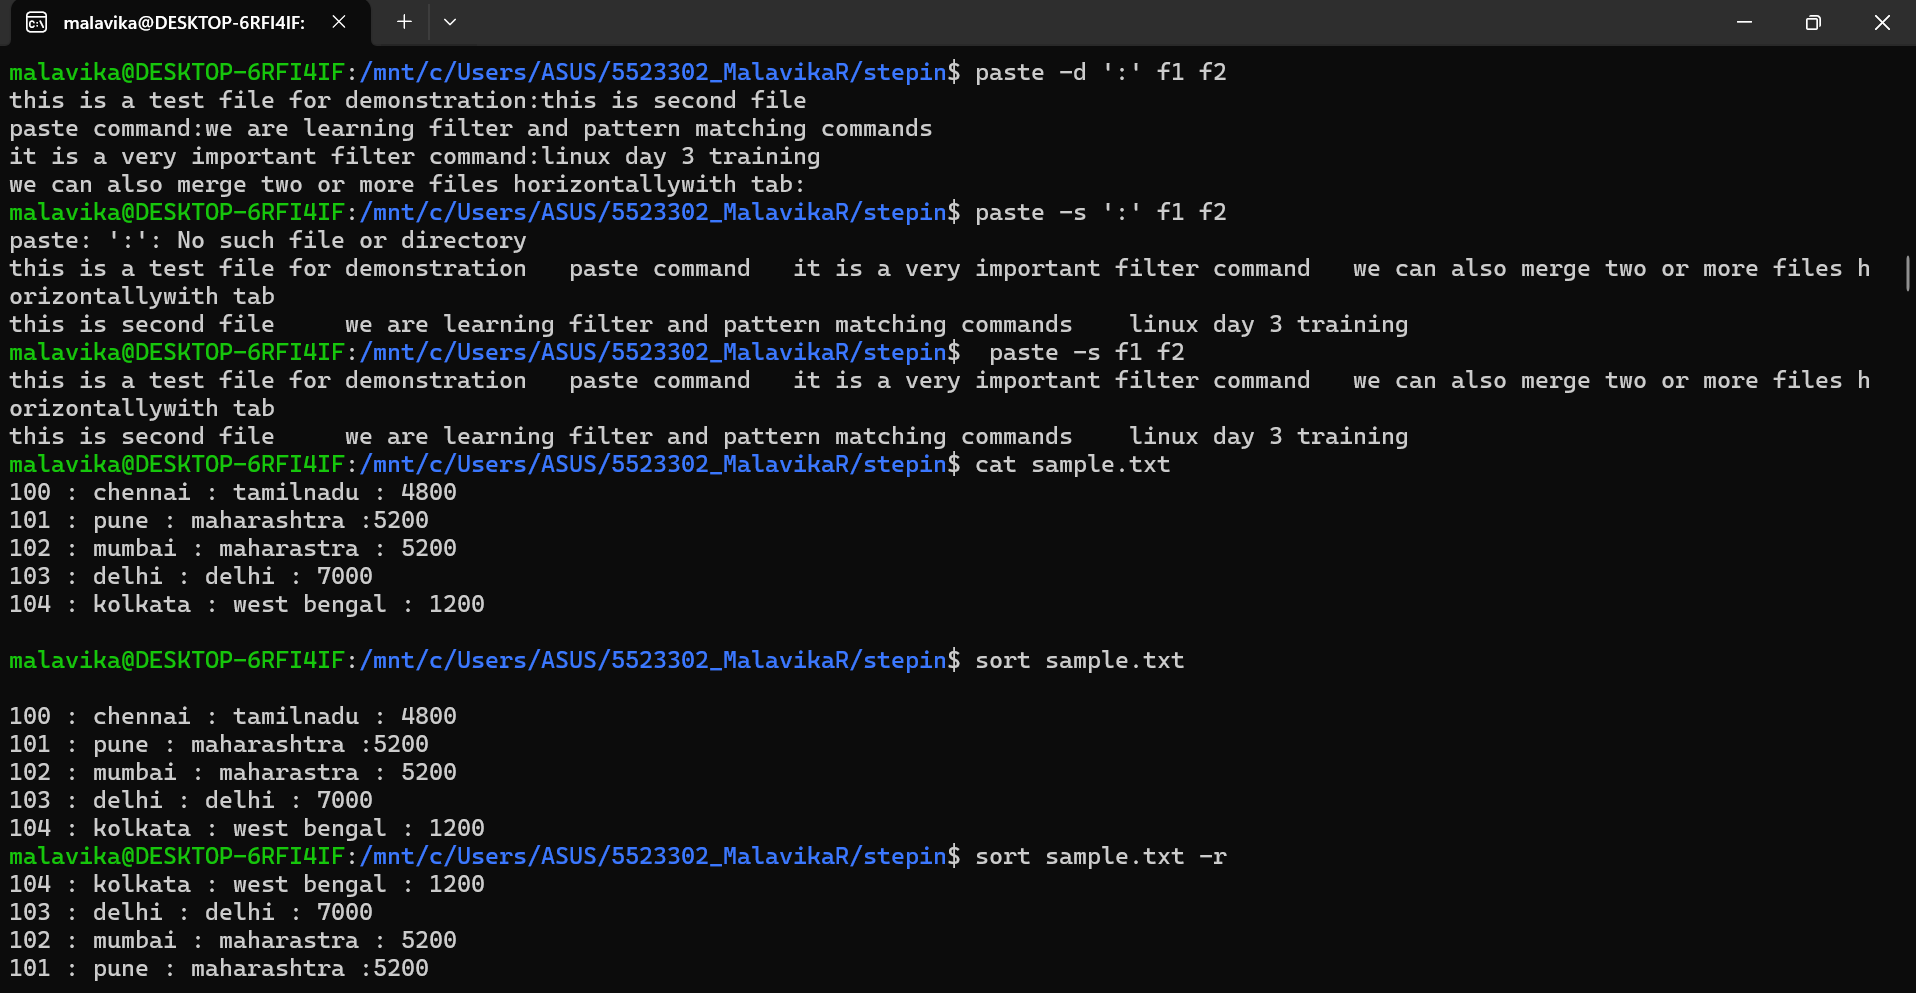 malavika@DESKTOP-6RFI4IF:
malavika@DESKTOP-6RFI4IF:/mnt/c/Users/ASUS/5523302_MalavikaR/stepin$ paste -d ':' f1 f2
this is a test file for demonstration:this is second file
paste command:we are learning filter and pattern matching commands
it is a very important filter command:linux day 3 training
we can also merge two or more files horizontallywith tab:
malavika@DESKTOP-6RFI4IF:/mnt/c/Users/ASUS/5523302_MalavikaR/stepin$ paste -s ':' f1 f2
paste: ':': No such file or directory
this is a test file for demonstration   paste command   it is a very important filter command   we can also merge two or more files h
orizontallywith tab
this is second file     we are learning filter and pattern matching commands    linux day 3 training
malavika@DESKTOP-6RFI4IF:/mnt/c/Users/ASUS/5523302_MalavikaR/stepin$  paste -s f1 f2
this is a test file for demonstration   paste command   it is a very important filter command   we can also merge two or more files h
orizontallywith tab
this is second file     we are learning filter and pattern matching commands    linux day 3 training
malavika@DESKTOP-6RFI4IF:/mnt/c/Users/ASUS/5523302_MalavikaR/stepin$ cat sample.txt
100 : chennai : tamilnadu : 4800
101 : pune : maharashtra :5200
102 : mumbai : maharastra : 5200
103 : delhi : delhi : 7000
104 : kolkata : west bengal : 1200
malavika@DESKTOP-6RFI4IF:/mnt/c/Users/ASUS/5523302_MalavikaR/stepin$ sort sample.txt
100 : chennai : tamilnadu : 4800
101 : pune : maharashtra :5200
102 : mumbai : maharastra : 5200
103 : delhi : delhi : 7000
104 : kolkata : west bengal : 1200
malavika@DESKTOP-6RFI4IF:/mnt/c/Users/ASUS/5523302_MalavikaR/stepin$ sort sample.txt -r
104 : kolkata : west bengal : 1200
103 : delhi : delhi : 7000
102 : mumbai : maharastra : 5200
101 : pune : maharashtra :5200